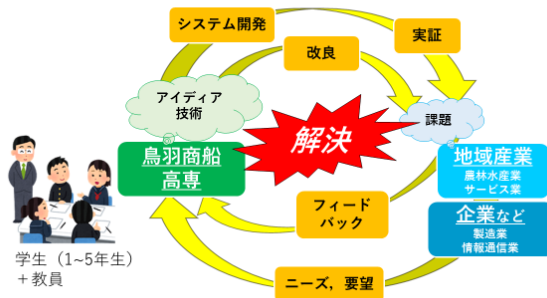 システム開発
実証
改良
アイディア
技術
課題
解決
鳥羽商船
高専
地域産業
農林水産業
サービス業
フィード
バック
企業など
製造業
情報通信業
学生（1~5年生）
＋教員
ニーズ，要望